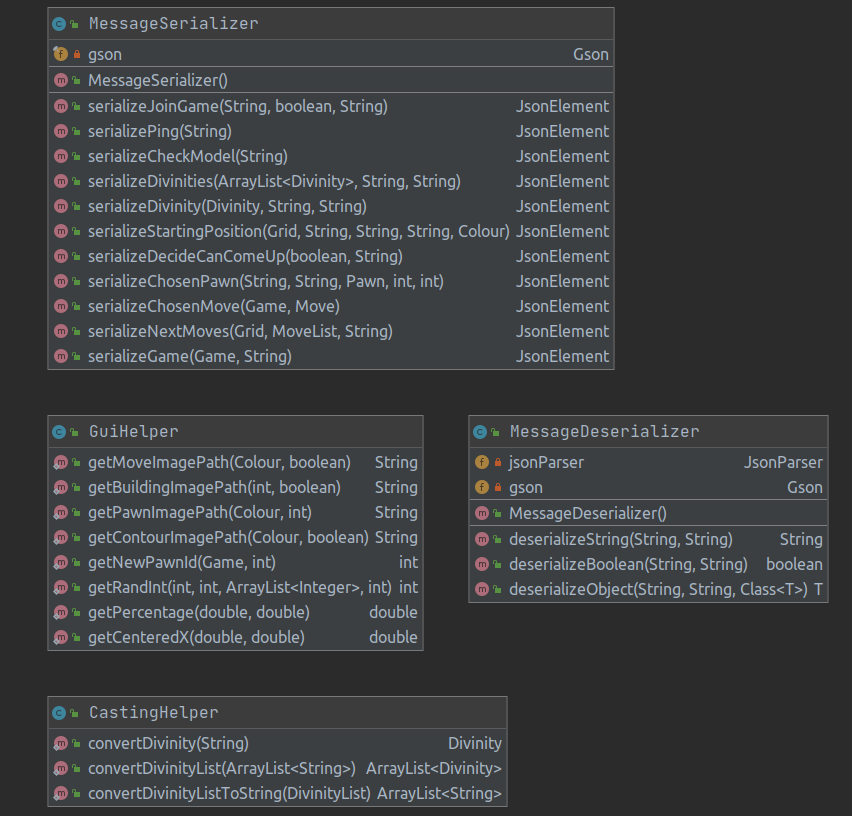 MessageSerializer
gson Gson
MessageSerializer()
serializeJoinGame(String, boolean, String) JsonElement
serializePing(String) JsonElement
serializeCheckModel(String) JsonElement
serializeDivinities(ArrayList<Divinity>, String, String) JsonElement
serializeDivinity(Divinity, String, String) JsonElement
serializeStartingPosition(Grid, String, String, String, Colour) JsonElement
serializeDecideCanComeUp(boolean, String) JsonElement
serializeChosenPawn(String, String, Pawn, int, int) JsonElement
serializeChosenMove(Game, Move) JsonElement
serializeNextMoves(Grid, MoveList, String) JsonElement
serializeGame(Game, String) JsonElement
GuiHelper
getMoveImagePath(Colour, boolean) String
getBuildingImagePath(int, boolean) String
getPawnImagePath(Colour, int) String
getContourImagePath(Colour, boolean) String
getNewPawnId(Game, int) int
getRandInt(int, int, ArrayList<Integer>, int) int
getPercentage(double, double) double
getCenteredX(double, double) double
MessageDeserializer
jsonParser JsonParser
gson Gson
MessageDeserializer()
deserializeString(String, String) String
deserializeBoolean(String, String) boolean
deserializeObject(String, String, Class<T>) T
CastingHelper
convertDivinity(String) Divinity
convertDivinityList(ArrayList<String>) ArrayList<Divinity>
convertDivinityListToString(DivinityList) ArrayList<String>